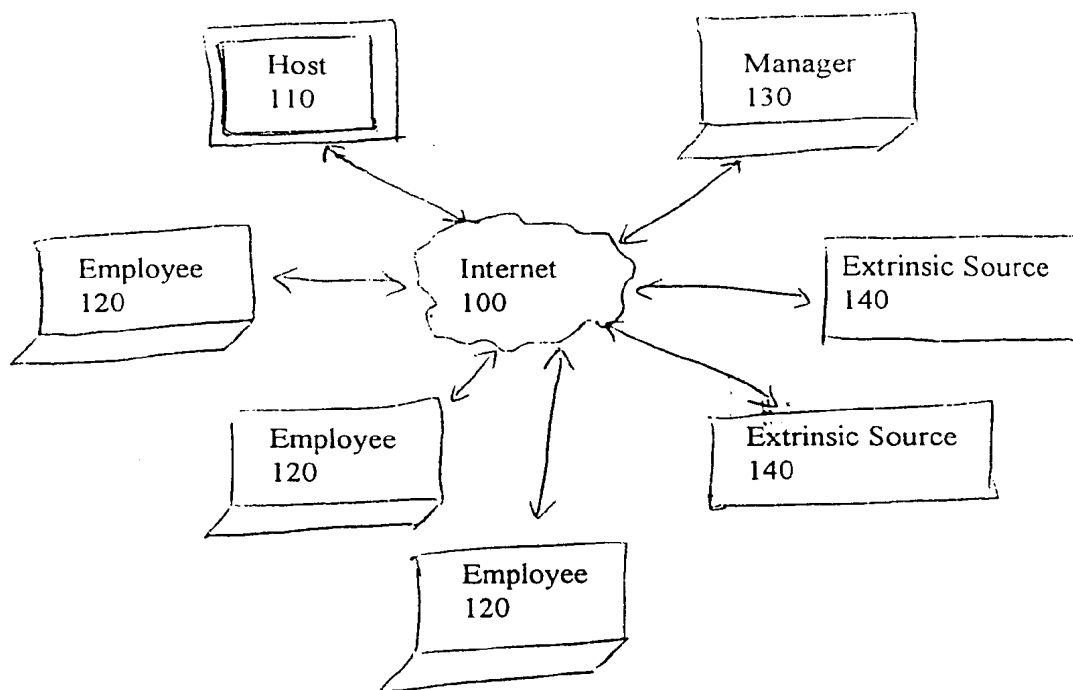 Host
110
Manager
130
Employee
120
Internet
100
Extrinsic Source
140
Employee
120
Extrinsic Source
140
Employee
120